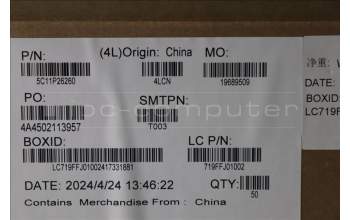 P/N: (4L)Origin: China MO:
5C11P26260 4LCN 19689509
PO: SMTPN:
4A4502113957 T003
BOXID: LC P/N:
LC719FFJ01002417331881 719FFJ01002
DATE: 2024/4/24 13:46:22 QTY: 50
Contains Merchandise From : China
净重:
DATE:
BOXID:
LC719F